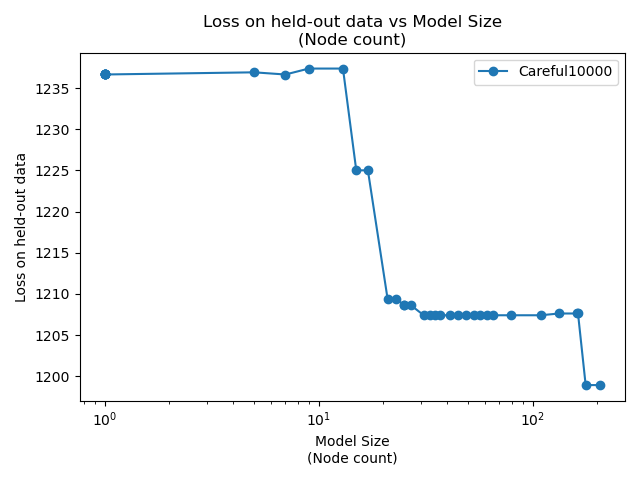 Loss on held-out data vs Model Size
(Node count)
Careful10000
Loss on held-out data
1235
1230
1225
1220
1215
1210
1205
1200
10⁰
10¹
10²
Model Size
(Node count)